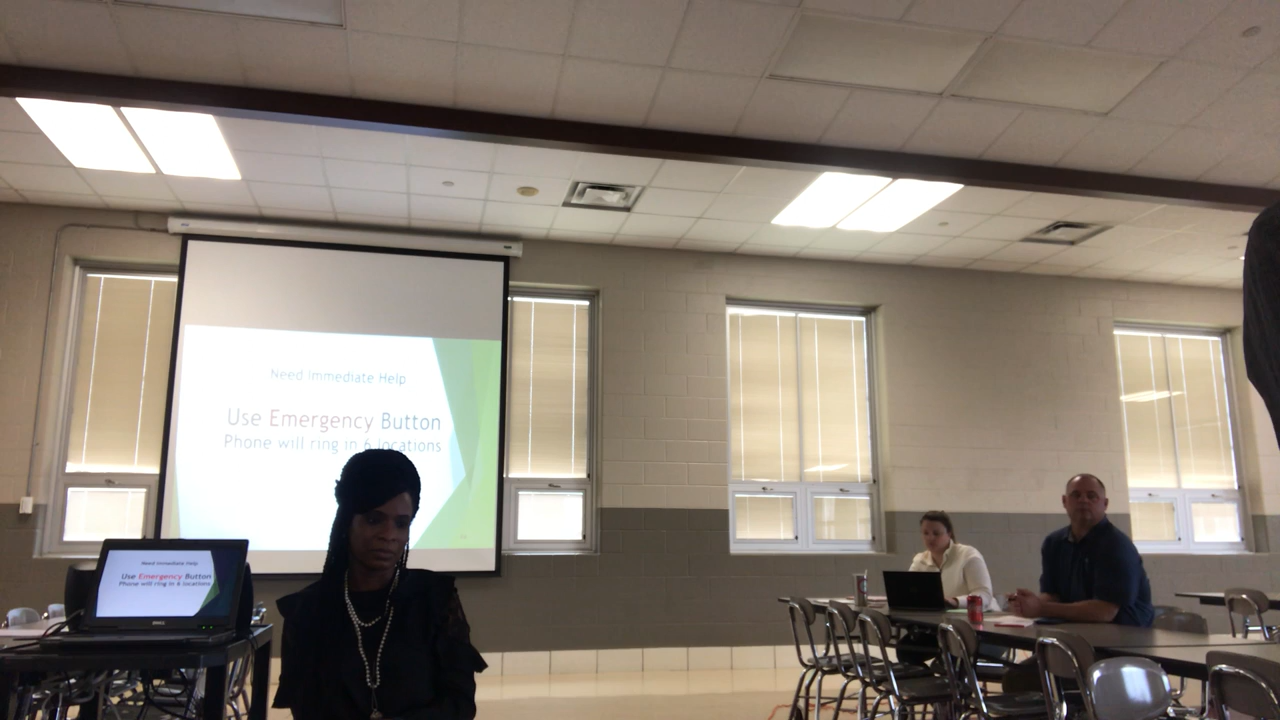 Need Immediate Help
Use Emergency Button
Phone will ring in 6 locations
Need Immediate Help
Use Emergency Button
Phone will ring in 6 locations
DELL